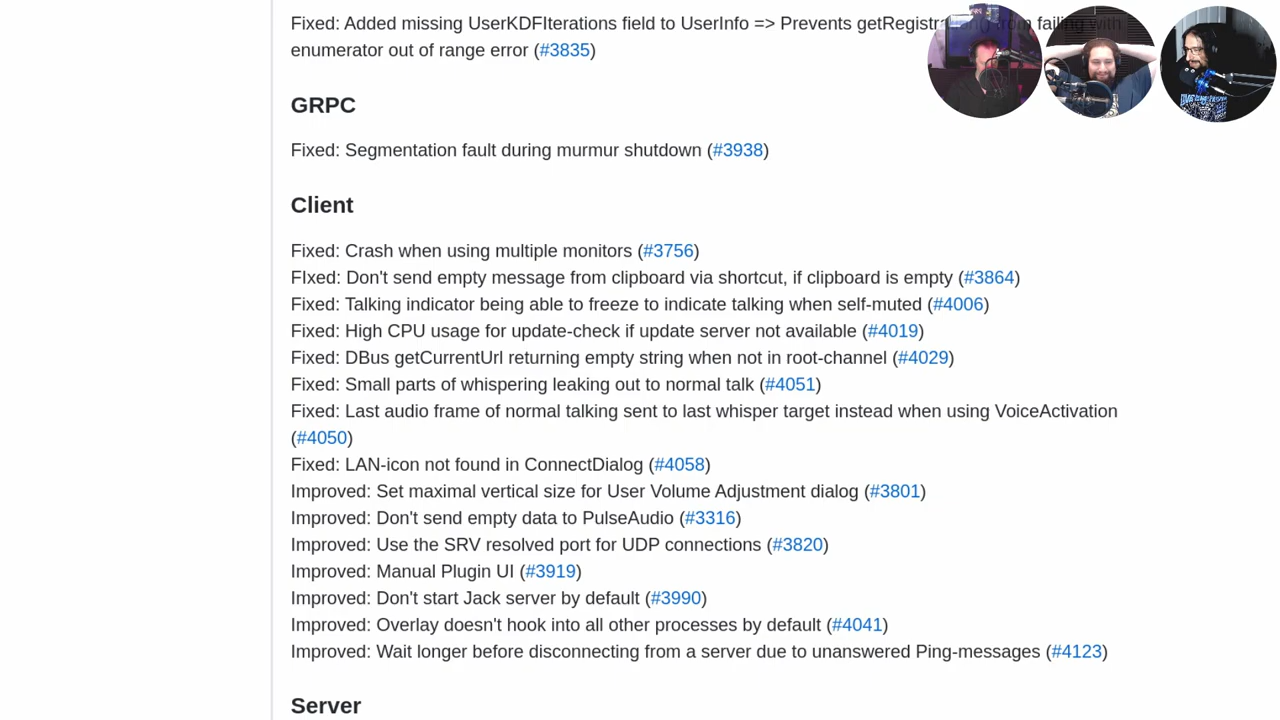 Fixed: Added missing UserKDFIterations field to UserInfo => Prevents from failing with
enumerator out of range error (#3835)
GRPC
Fixed: Segmentation fault during murmur shutdown (#3938)
Client
Fixed: Crash when using multiple monitors (#3756)
FIxed: Don't send empty message from clipboard via shortcut, if clipboard is empty (#3864)
Fixed: Talking indicator being able to freeze to indicate talking when self-muted (#4006)
Fixed: High CPU usage for update-check if update server not available (#4019)
Fixed: DBus getCurrentUrl returning empty string when not in root-channel (#4029)
Fixed: Small parts of whispering leaking out to normal talk (#4051)
Fixed: Last audio frame of normal talking sent to last whisper target instead when using VoiceActivation
(#4050)
Fixed: LAN-icon not found in ConnectDialog (#4058)
Improved: Set maximal vertical size for User Volume Adjustment dialog (#3801)
Improved: Don't send empty data to PulseAudio (#3316)
Improved: Use the SRV resolved port for UDP connections (#3820)
Improved: Manual Plugin UI (#3919)
Improved: Don't start Jack server by default (#3990)
Improved: Overlay doesn't hook into all other processes by default (#4041)
Improved: Wait longer before disconnecting from a server due to unanswered Ping-messages (#4123)
Server